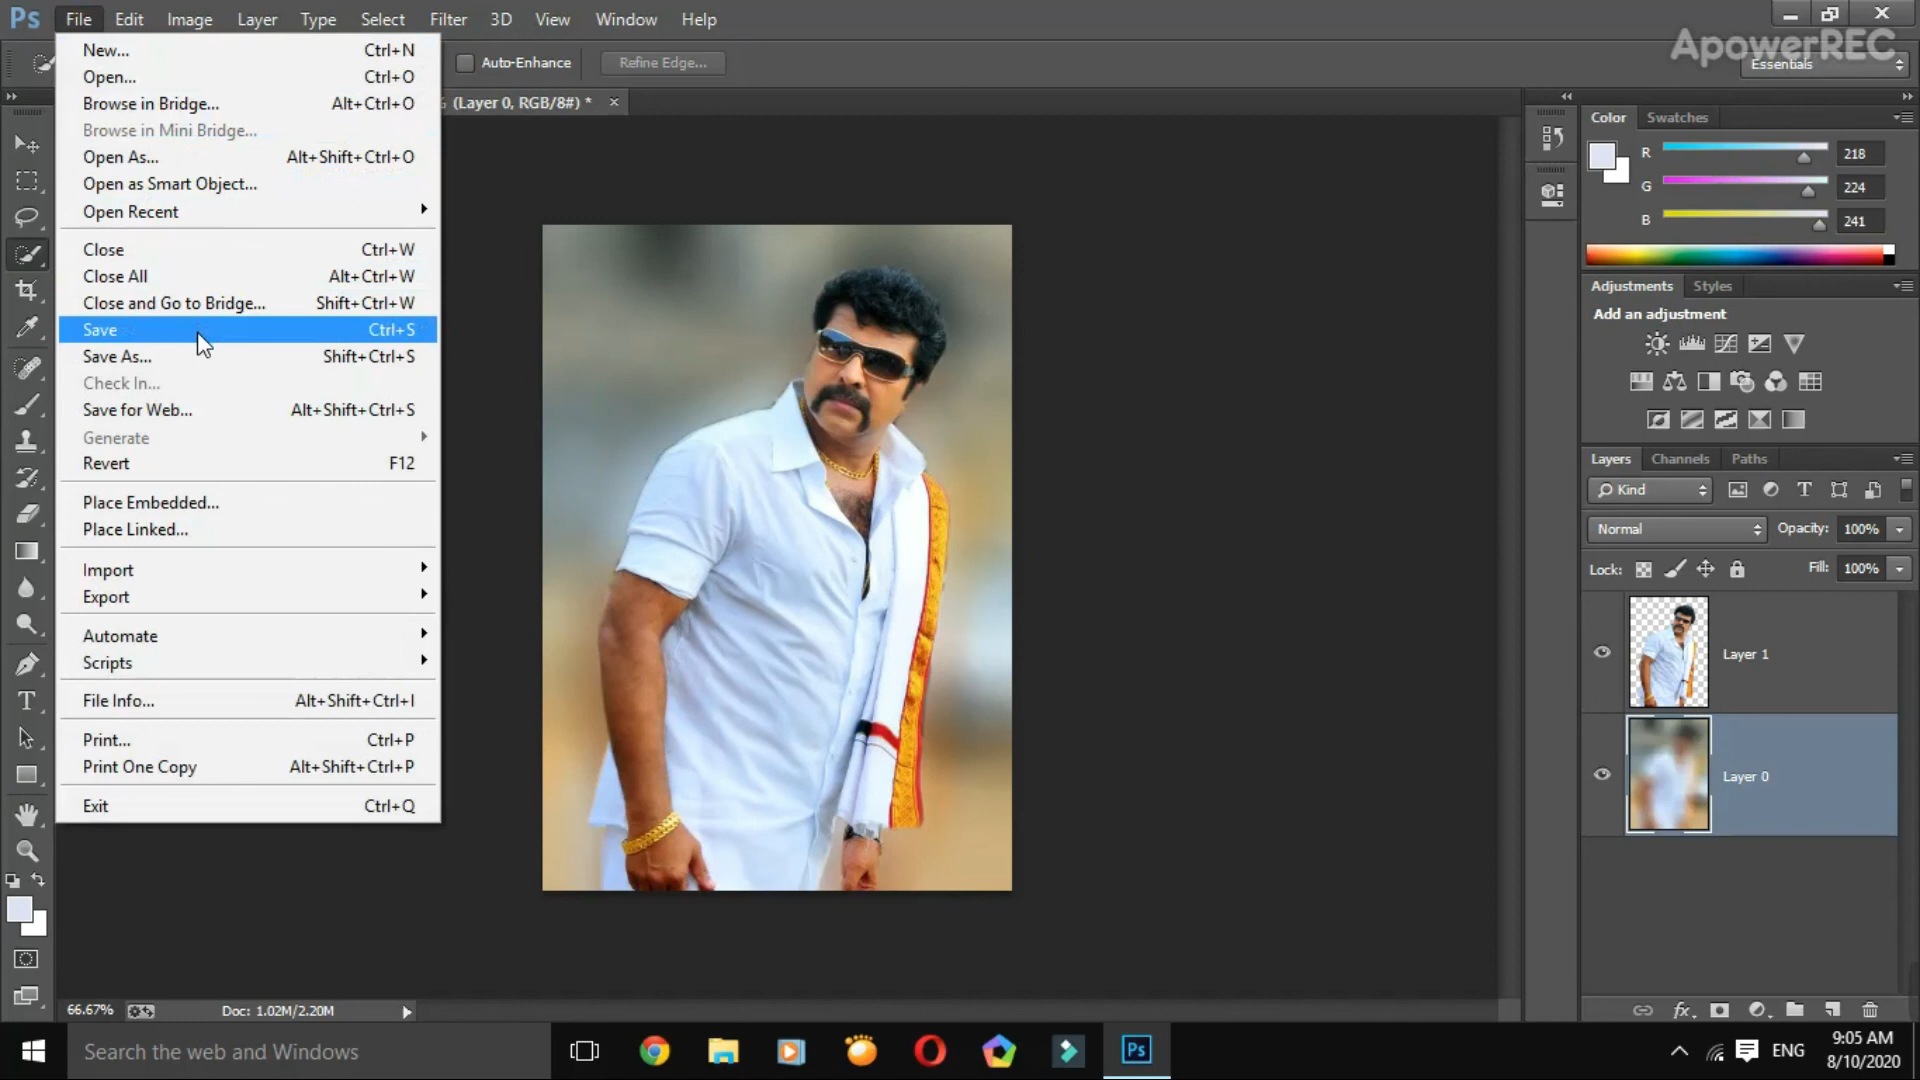 Ps File Edit Image Layer Type Select Filter 3D View Window Help
ApowerREC
Auto-Enhance Refine Edge... Essentials
(Layer 0, RGB/8#) *
New... Ctrl+N
Open... Ctrl+O
Browse in Bridge... Alt+Ctrl+O
Browse in Mini Bridge...
Open As... Alt+Shift+Ctrl+O
Open as Smart Object...
Open Recent
Close Ctrl+W
Close All Alt+Ctrl+W
Close and Go to Bridge... Shift+Ctrl+W
Save Ctrl+S
Save As... Shift+Ctrl+S
Check In...
Save for Web... Alt+Shift+Ctrl+S
Generate
Revert F12
Place Embedded...
Place Linked...
Import
Export
Automate
Scripts
File Info... Alt+Shift+Ctrl+I
Print... Ctrl+P
Print One Copy Alt+Shift+Ctrl+P
Exit Ctrl+Q
Color Swatches
R 218
G 224
B 241
Adjustments Styles
Add an adjustment
Layers Channels Paths
Kind
Normal Opacity: 100%
Lock: Fill: 100%
Layer 1
Layer 0
66.67% Doc: 1.02M/2.20M
Search the web and Windows
Ps
ENG
9:05 AM
8/10/2020